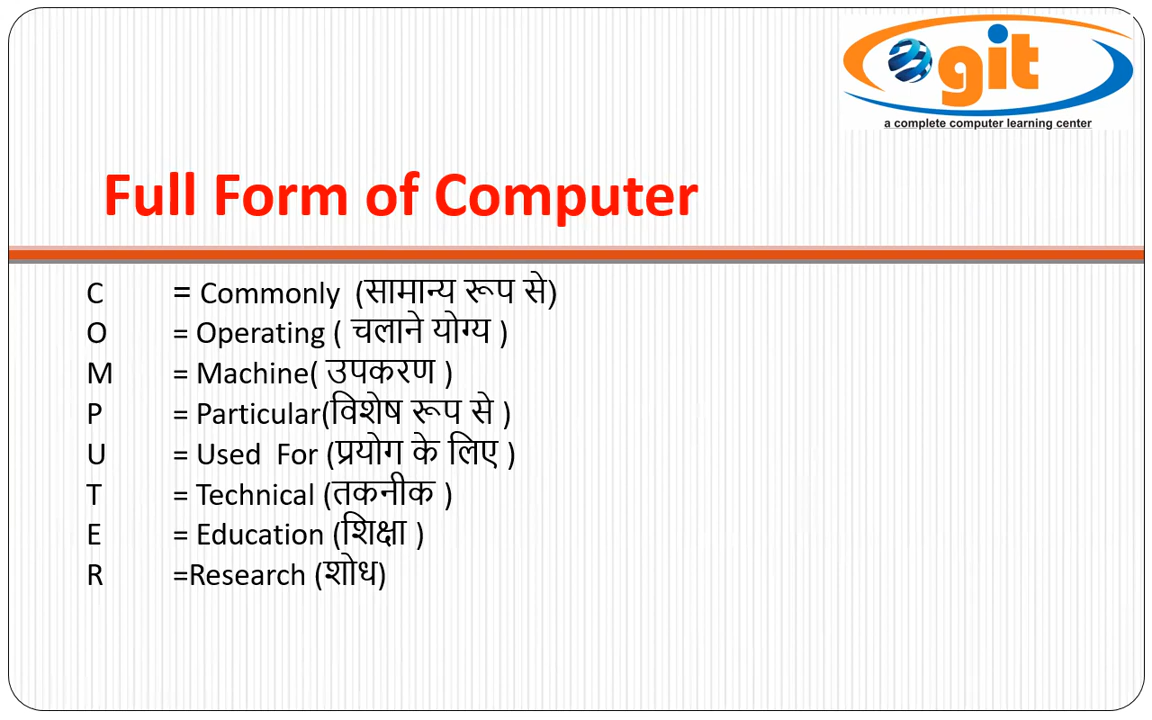 egit
a complete computer learning center
Full Form of Computer
C = Commonly (सामान्य रूप से)
O = Operating ( चलाने योग्य )
M = Machine( उपकरण )
P = Particular(विशेष रूप से )
U = Used For (प्रयोग के लिए )
T = Technical (तकनीक )
E = Education (शिक्षा )
R =Research (शोध)